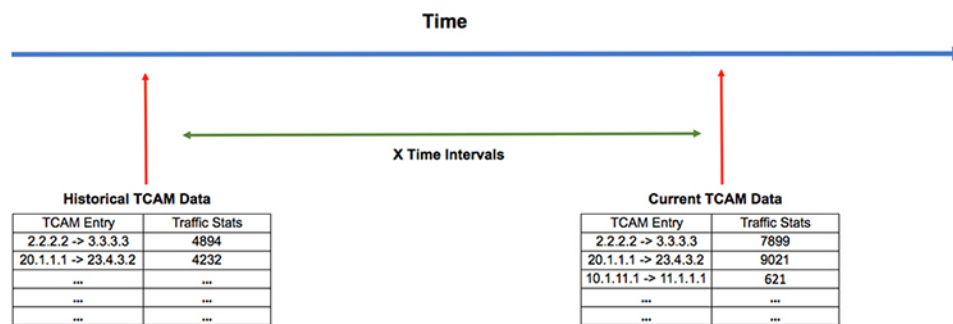 Time
X Time Intervals
Historical TCAM Data
TCAM Entry Traffic Stats
2.2.2.2 -> 3.3.3.3 4894
20.1.1.1 -> 23.4.3.2 4232
... ...
... ...
... ...
Current TCAM Data
TCAM Entry Traffic Stats
2.2.2.2 -> 3.3.3.3 7899
20.1.1.1 -> 23.4.3.2 9021
10.1.11.1 -> 11.1.1.1 621
... ...
... ...